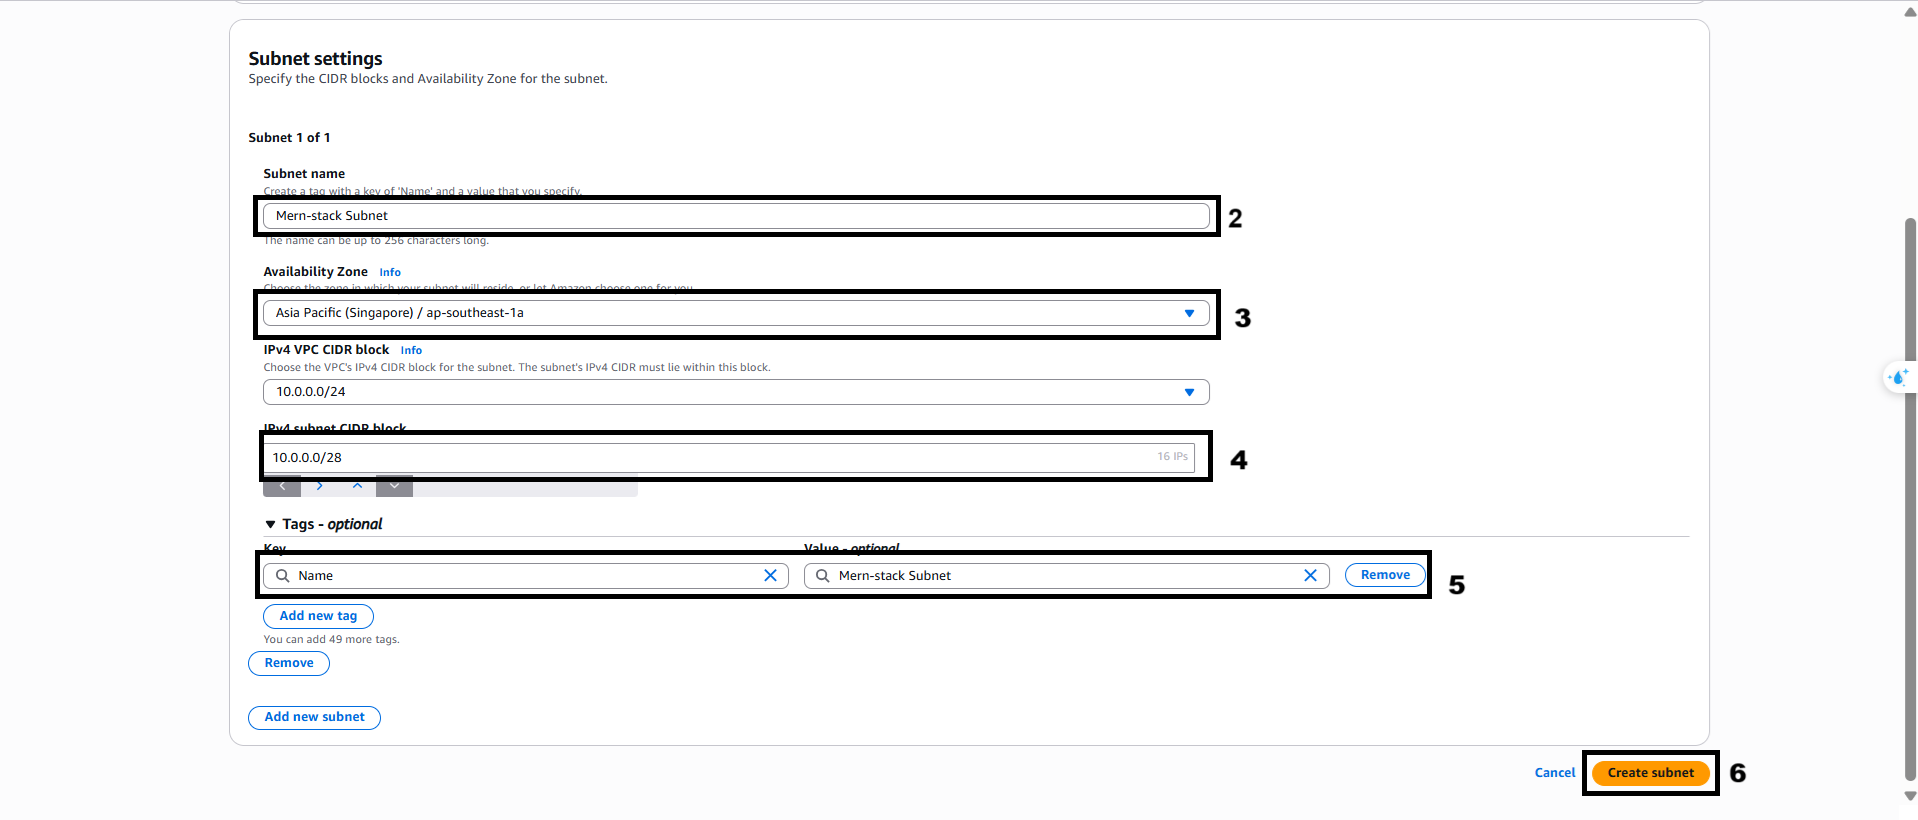 Subnet settings
Specify the CIDR blocks and Availability Zone for the subnet.
Subnet 1 of 1
Subnet name
Create a tag with a key of 'Name' and a value that you specify.
Mern-stack Subnet
2
The name can be up to 256 characters long.
Availability Zone Info
Choose the zone in which your subnet will reside, or let Amazon choose one for you.
Asia Pacific (Singapore) / ap-southeast-1a
3
IPv4 VPC CIDR block Info
Choose the VPC's IPv4 CIDR block for the subnet. The subnet's IPv4 CIDR must lie within this block.
10.0.0.0/24
IPv4 subnet CIDR block
10.0.0.0/28 16 IPs
4
Tags - optional
Key Value - optional
Name Mern-stack Subnet Remove
5
Add new tag
You can add 49 more tags.
Remove
Add new subnet
Cancel Create subnet 6